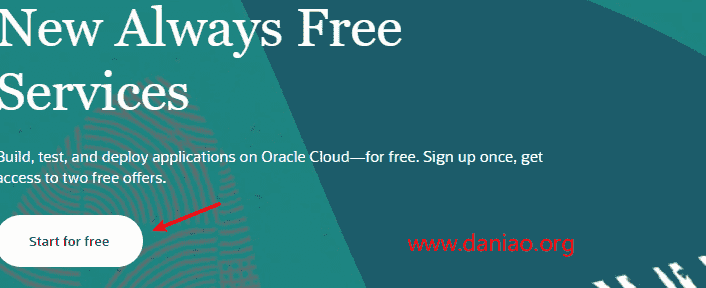 New Always Free
Services
Build, test, and deploy applications on Oracle Cloud—for free. Sign up once, get
access to two free offers.
Start for free
www.daniao.org